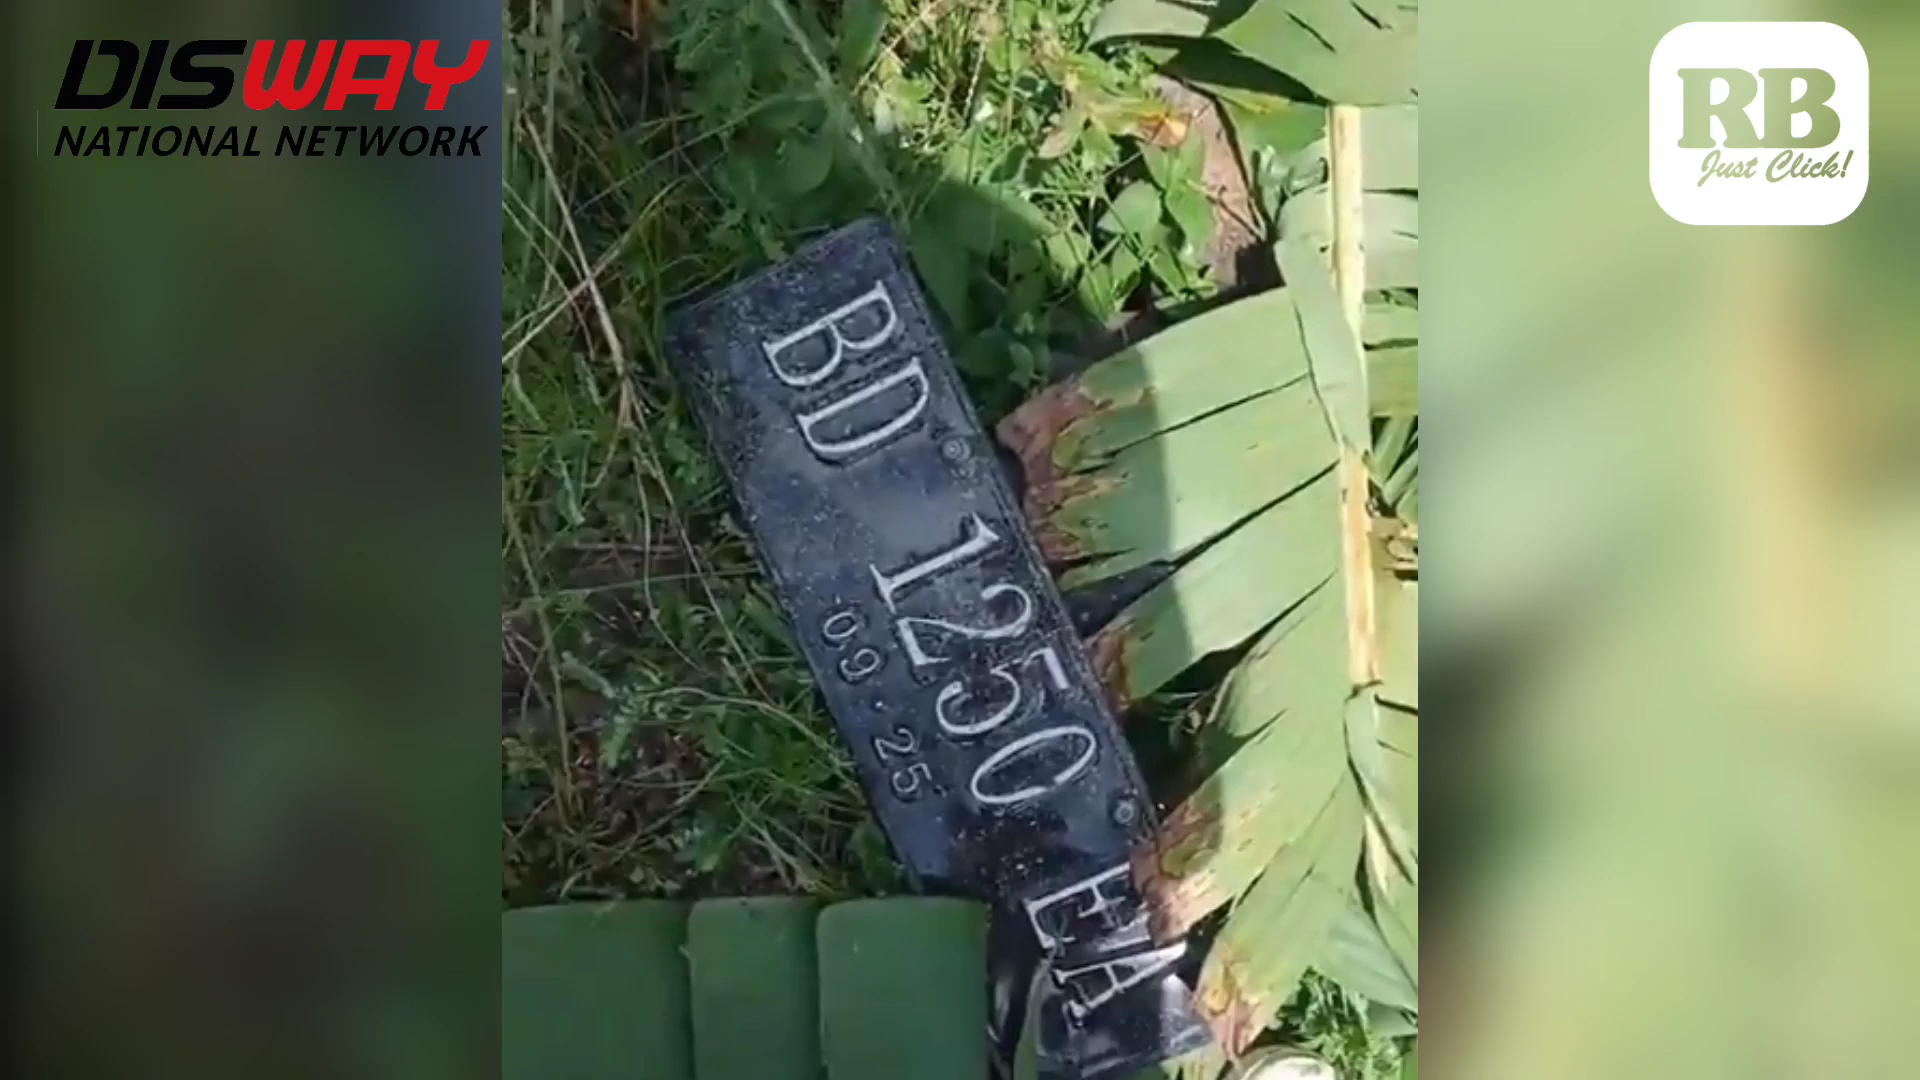 DISWAY
NATIONAL NETWORK
RB
Just Click!
BD 1250 EA
09.25